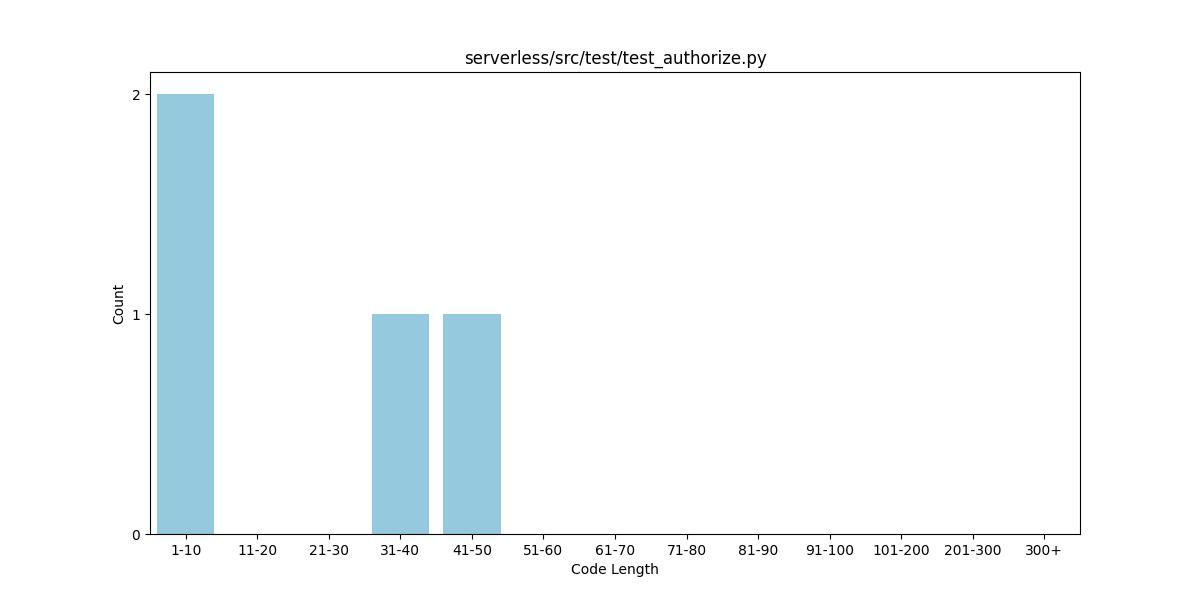 serverless/src/test/test_authorize.py
2
1
0
Count
1-10 11-20 21-30 31-40 41-50 51-60 61-70 71-80 81-90 91-100 101-200 201-300 300+
Code Length